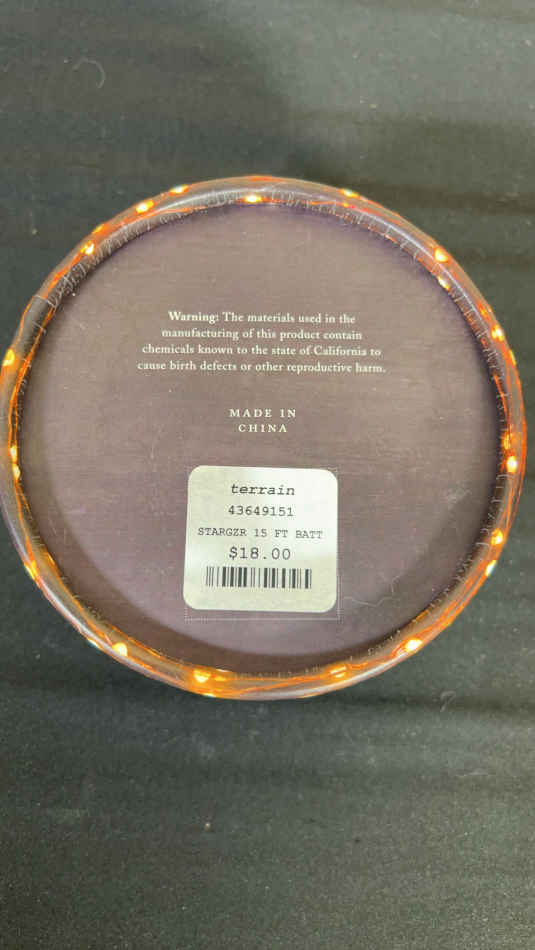 Warning: The materials used in the
manufacturing of this product contain
chemicals known to the state of California to
cause birth defects or other reproductive harm.
MADE IN
CHINA
terrain
43649151
STARGZR 15 FT BATT
$18.00